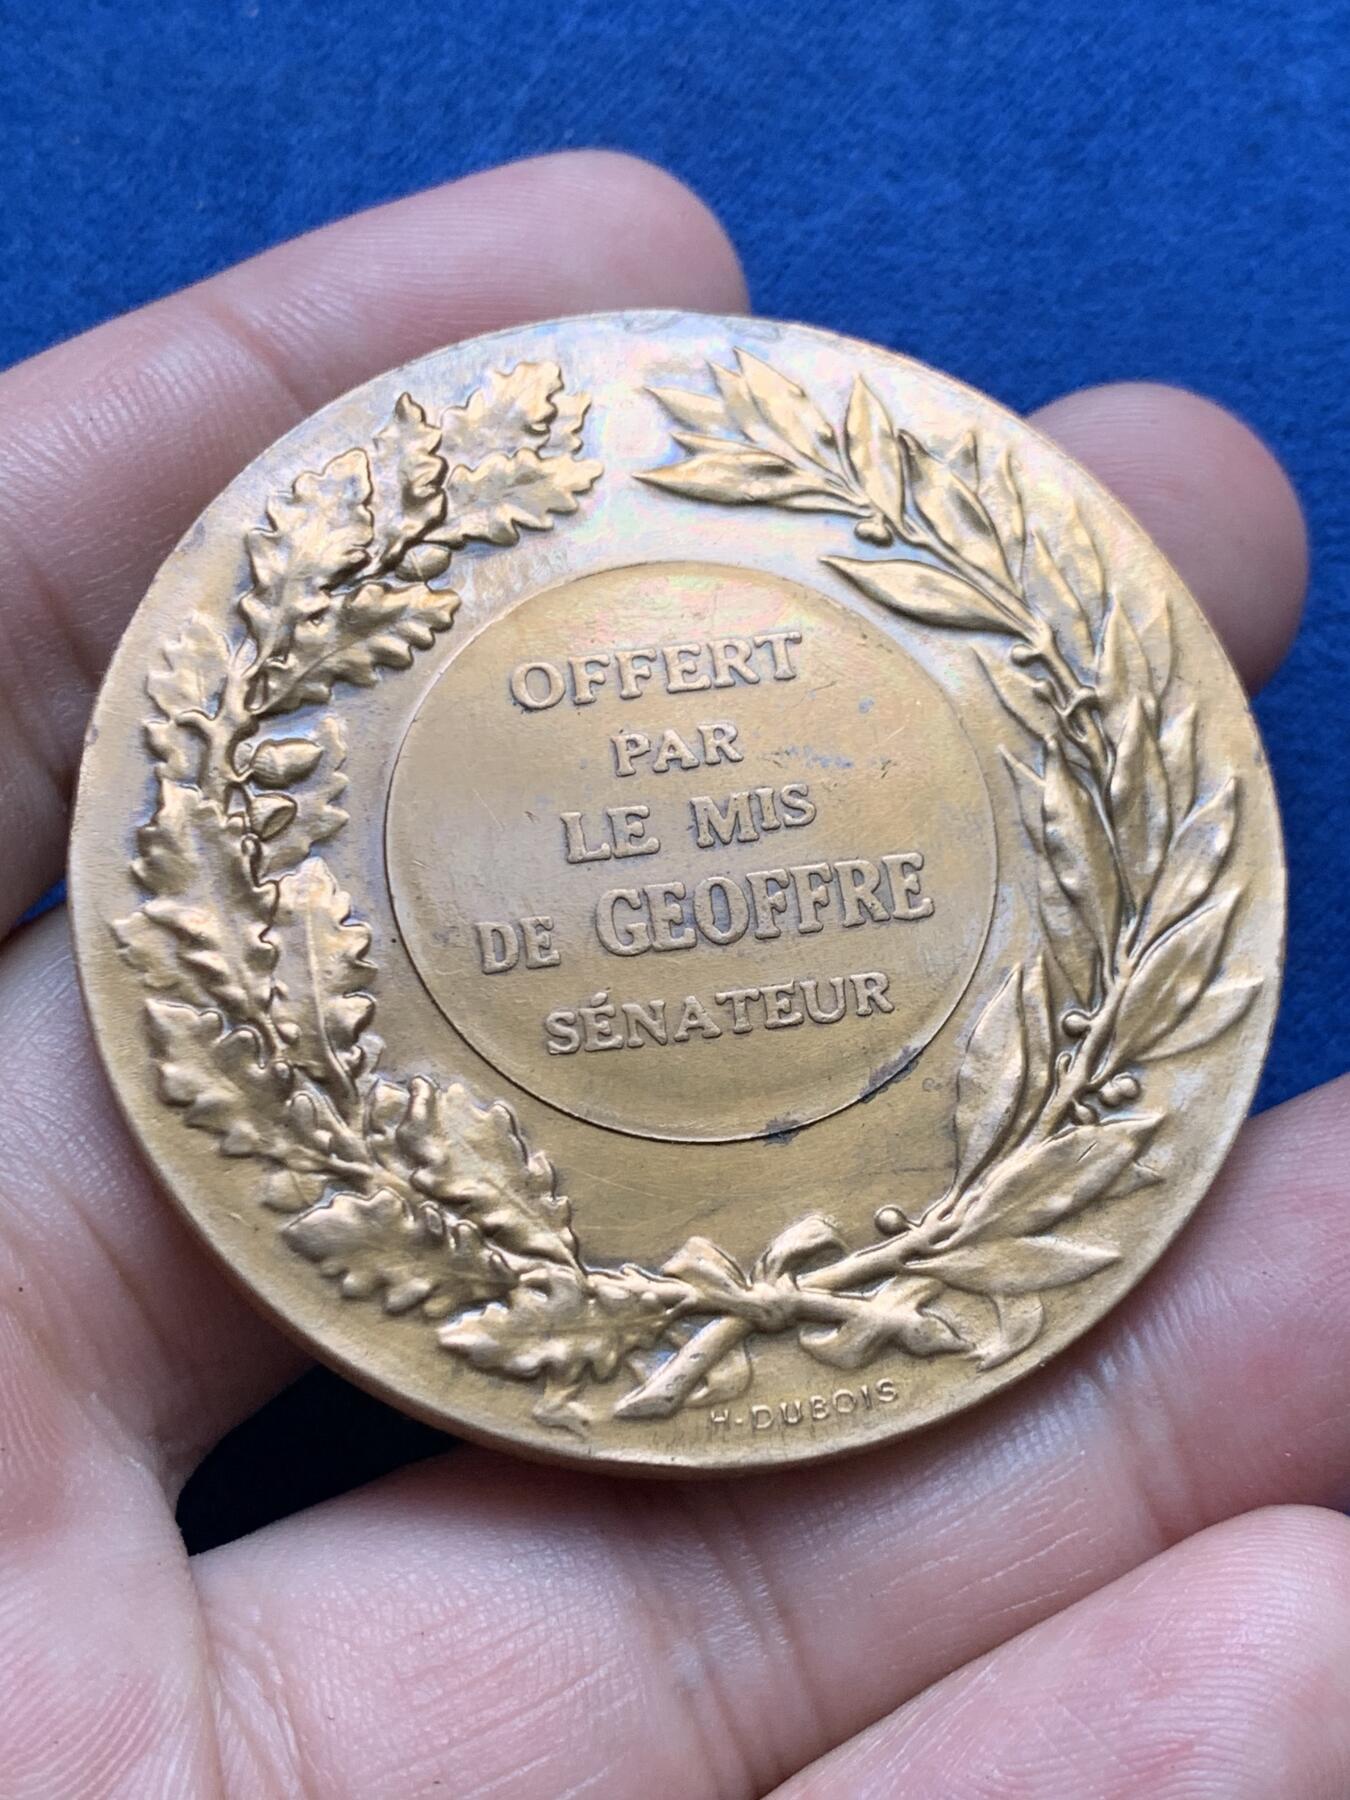 OFFERT
PAR
LE MIS
DE GEOFFRE
SÉNATEUR
H. DUBOIS